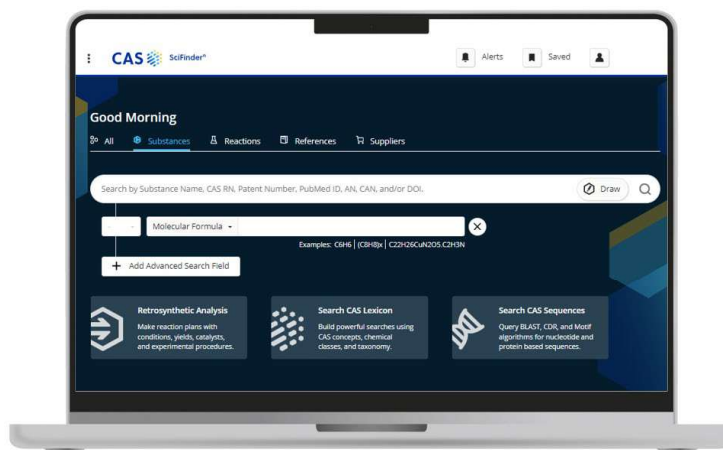 CAS SciFinderⁿ
Alerts
Saved
Good Morning
All
Substances
Reactions
References
Suppliers
Search by Substance Name, CAS RN, Patent Number, PubMed ID, AN, CAN, and/or DOI.
Draw
Molecular Formula
Examples: C6H6 | (C8H8)x | C22H26CuN2O5.C2H3N
Add Advanced Search Field
Retrosynthetic Analysis
Make reaction plans with
conditions, yields, catalysts,
and experimental procedures.
Search CAS Lexicon
Build powerful searches using
CAS concepts, chemical
classes, and taxonomy.
Search CAS Sequences
Query BLAST, CDR, and Motif
algorithms for nucleotide and
protein based sequences.